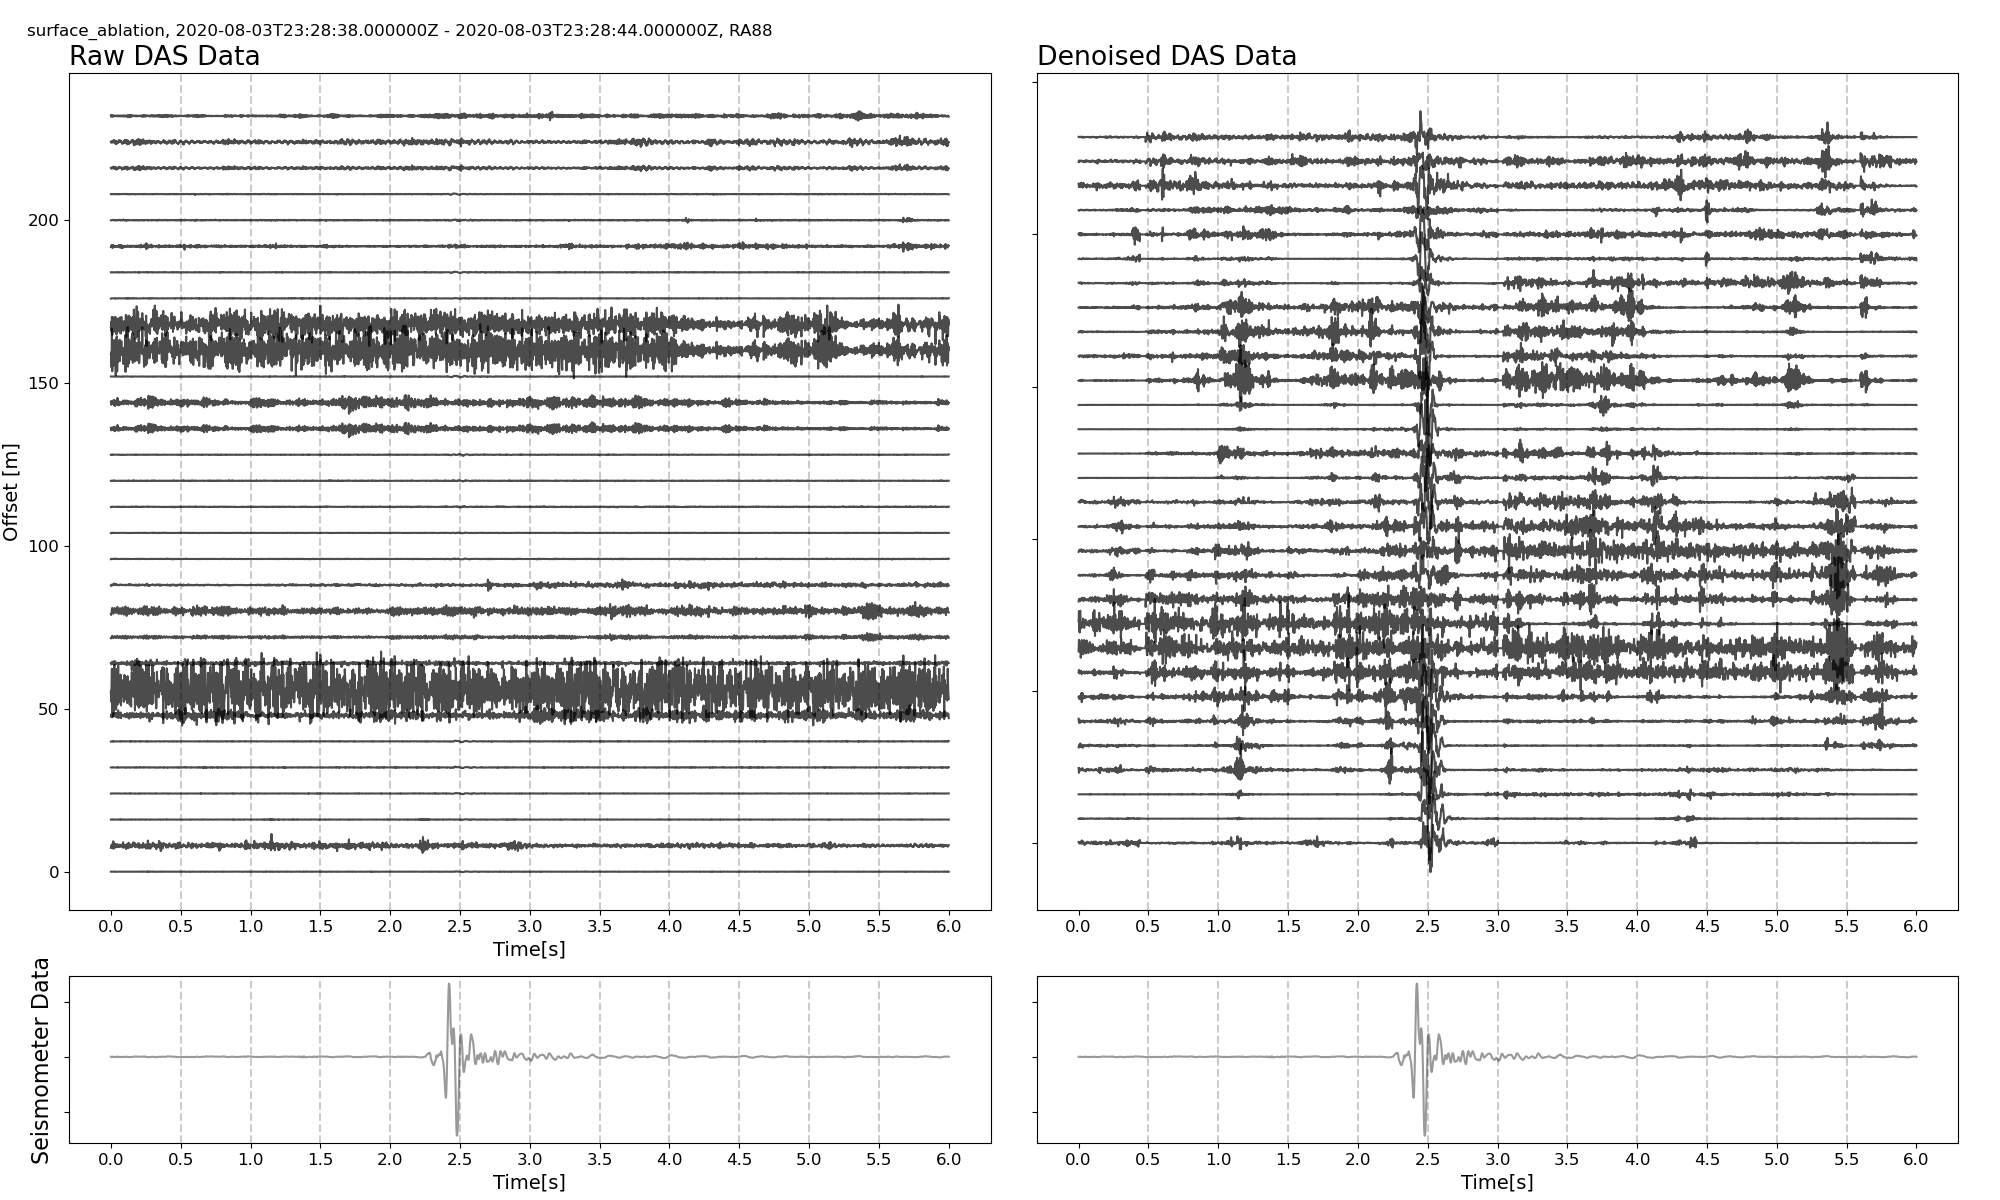 surface_ablation, 2020-08-03T23:28:38.000000Z - 2020-08-03T23:28:44.000000Z, RA88
Raw DAS Data
Denoised DAS Data
Offset [m]
200
150
100
50
0
0.0 0.5 1.0 1.5 2.0 2.5 3.0 3.5 4.0 4.5 5.0 5.5 6.0
Time[s]
0.0 0.5 1.0 1.5 2.0 2.5 3.0 3.5 4.0 4.5 5.0 5.5 6.0
Seismometer Data
0.0 0.5 1.0 1.5 2.0 2.5 3.0 3.5 4.0 4.5 5.0 5.5 6.0
Time[s]
0.0 0.5 1.0 1.5 2.0 2.5 3.0 3.5 4.0 4.5 5.0 5.5 6.0
Time[s]